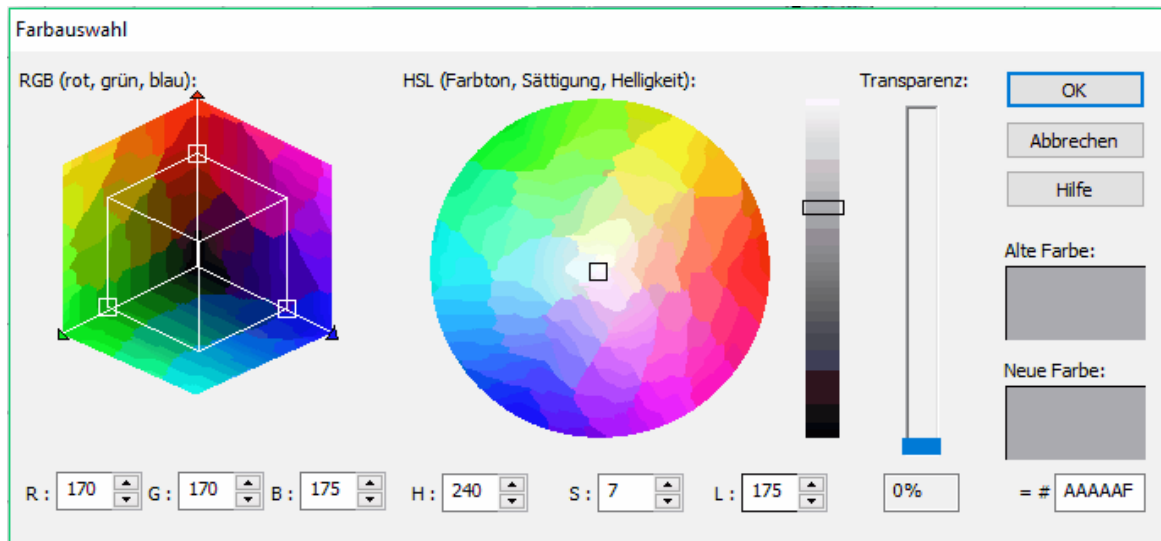 Farbauswahl
RGB (rot, grün, blau):
HSL (Farbton, Sättigung, Helligkeit):
Transparenz:
OK
Abbrechen
Hilfe
Alte Farbe:
Neue Farbe:
R : 170 G : 170 B : 175 H : 240 S : 7 L : 175 0% = # AAAAAF